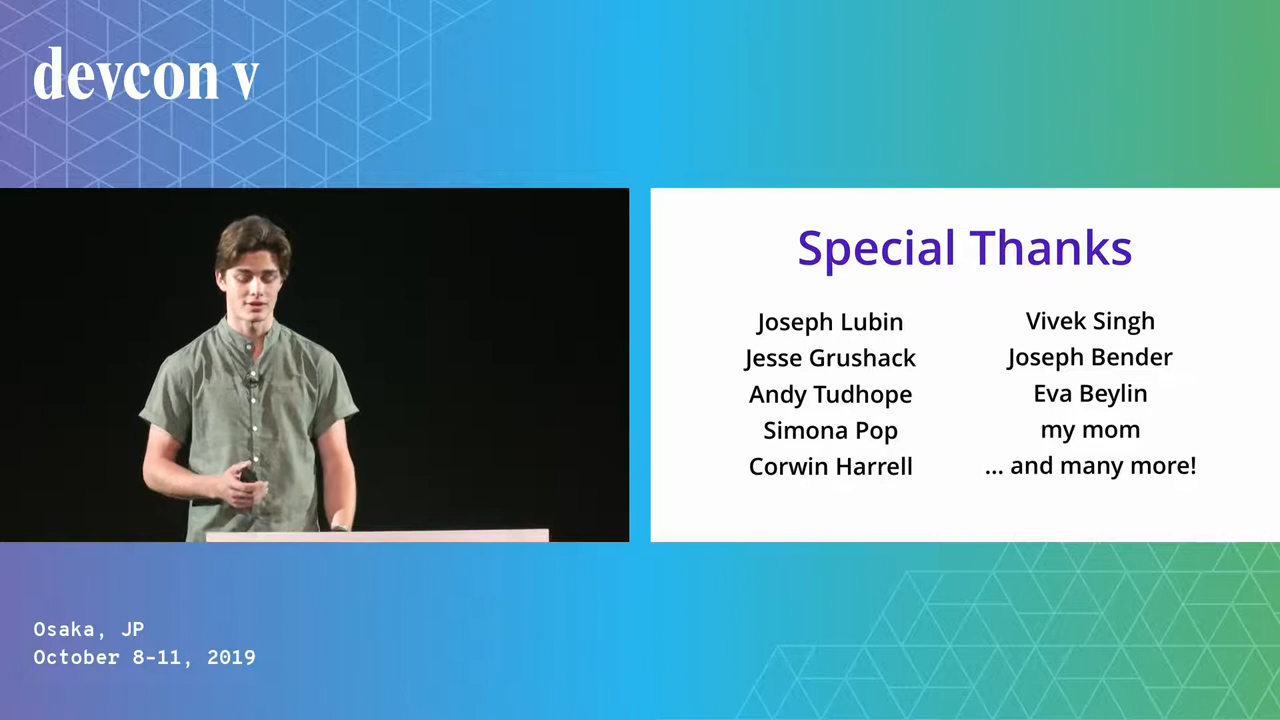 devcon v
Special Thanks
Joseph Lubin
Jesse Grushack
Andy Tudhope
Simona Pop
Corwin Harrell
Vivek Singh
Joseph Bender
Eva Beylin
my mom
... and many more!
Osaka, JP
October 8-11, 2019